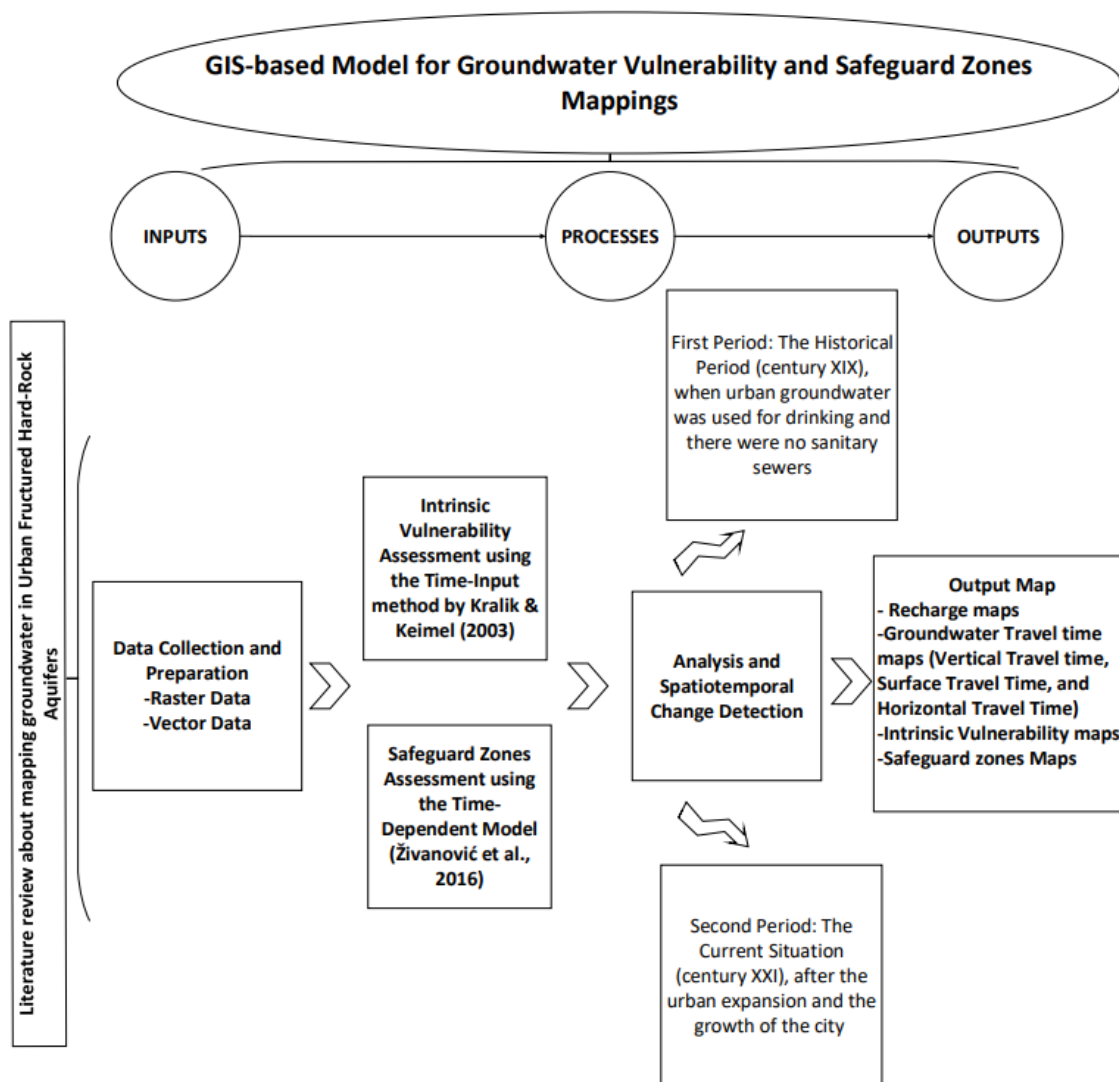 GIS-based Model for Groundwater Vulnerability and Safeguard Zones
Mappings
INPUTS
PROCESSES
OUTPUTS
Literature review about mapping groundwater in Urban Fructured Hard-Rock
Aquifers
Data Collection and
Preparation
-Raster Data
-Vector Data
Intrinsic
Vulnerability
Assessment using
the Time-Input
method by Kralik &
Keimel (2003)
Safeguard Zones
Assessment using
the Time-
Dependent Model
(Živanović et al.,
2016)
First Period: The Historical
Period (century XIX),
when urban groundwater
was used for drinking and
there were no sanitary
sewers
Analysis and
Spatiotemporal
Change Detection
Second Period: The
Current Situation
(century XXI), after the
urban expansion and the
growth of the city
Output Map
- Recharge maps
-Groundwater Travel time
maps (Vertical Travel time,
Surface Travel Time, and
Horizontal Travel Time)
-Intrinsic Vulnerability maps
-Safeguard zones Maps